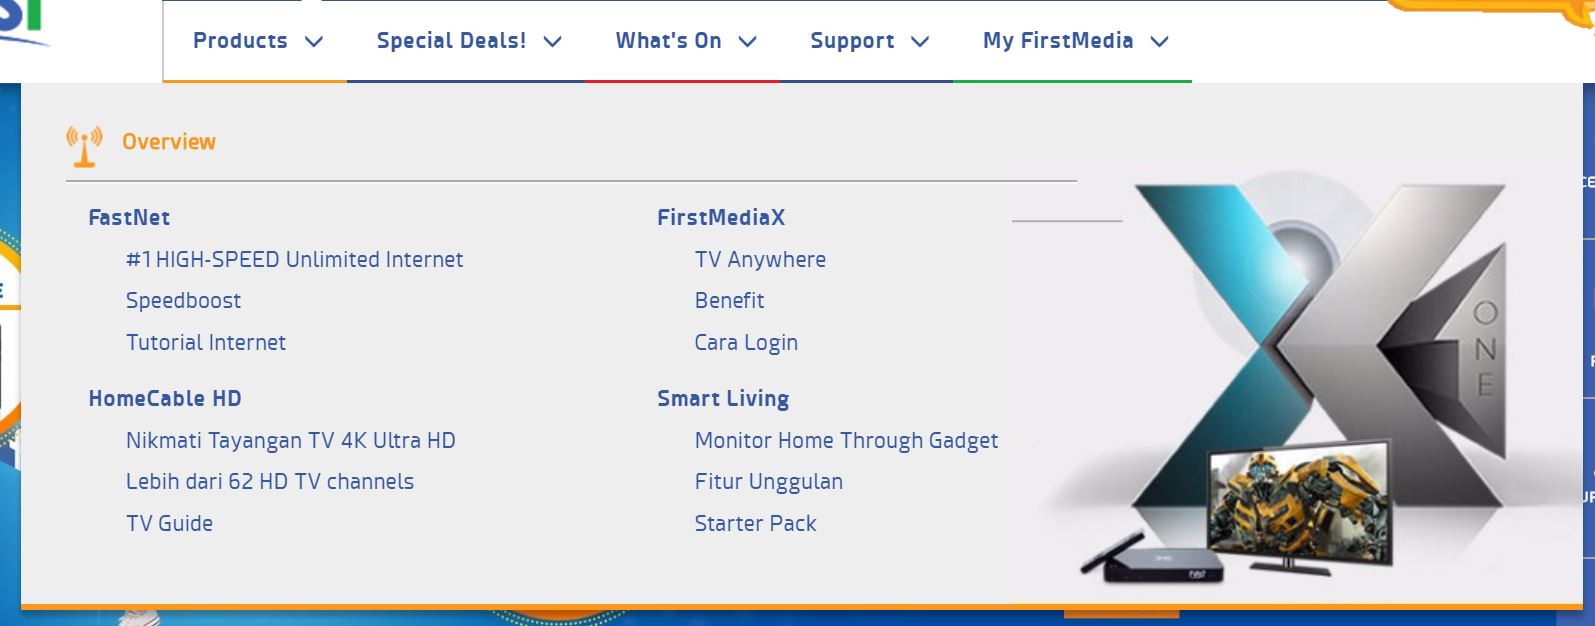 Products
Special Deals!
What's On
Support
My FirstMedia
Overview
FastNet
#1 HIGH-SPEED Unlimited Internet
Speedboost
Tutorial Internet
HomeCable HD
Nikmati Tayangan TV 4K Ultra HD
Lebih dari 62 HD TV channels
TV Guide
FirstMediaX
TV Anywhere
Benefit
Cara Login
Smart Living
Monitor Home Through Gadget
Fitur Unggulan
Starter Pack
X
ONE